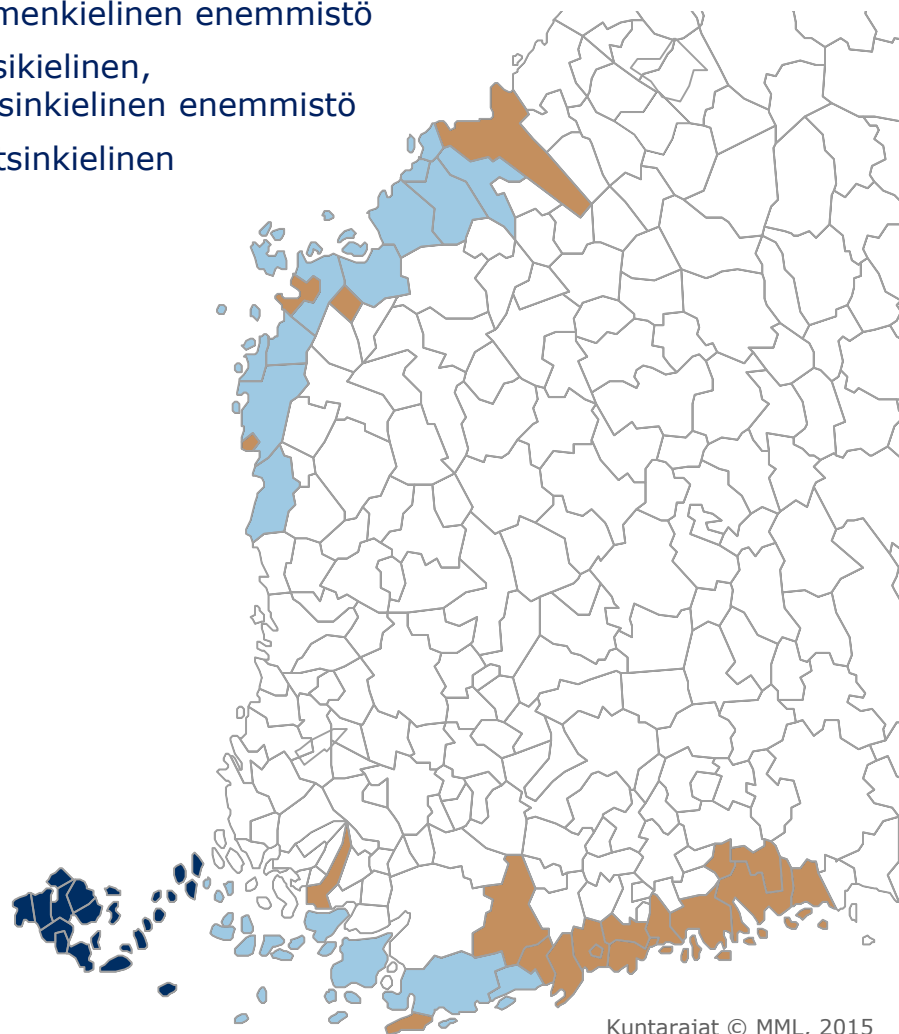 menkielinen enemmistö
sikielinen,
sinkielinen enemmistö
tsinkielinen
Kuntarajat © MML, 2015